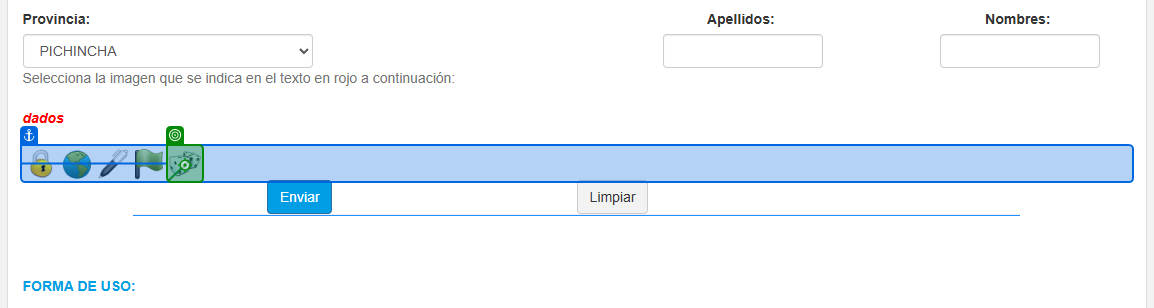 Provincia: Apellidos: Nombres:
PICHINCHA
Selecciona la imagen que se indica en el texto en rojo a continuación:
dados
Enviar Limpiar
FORMA DE USO: